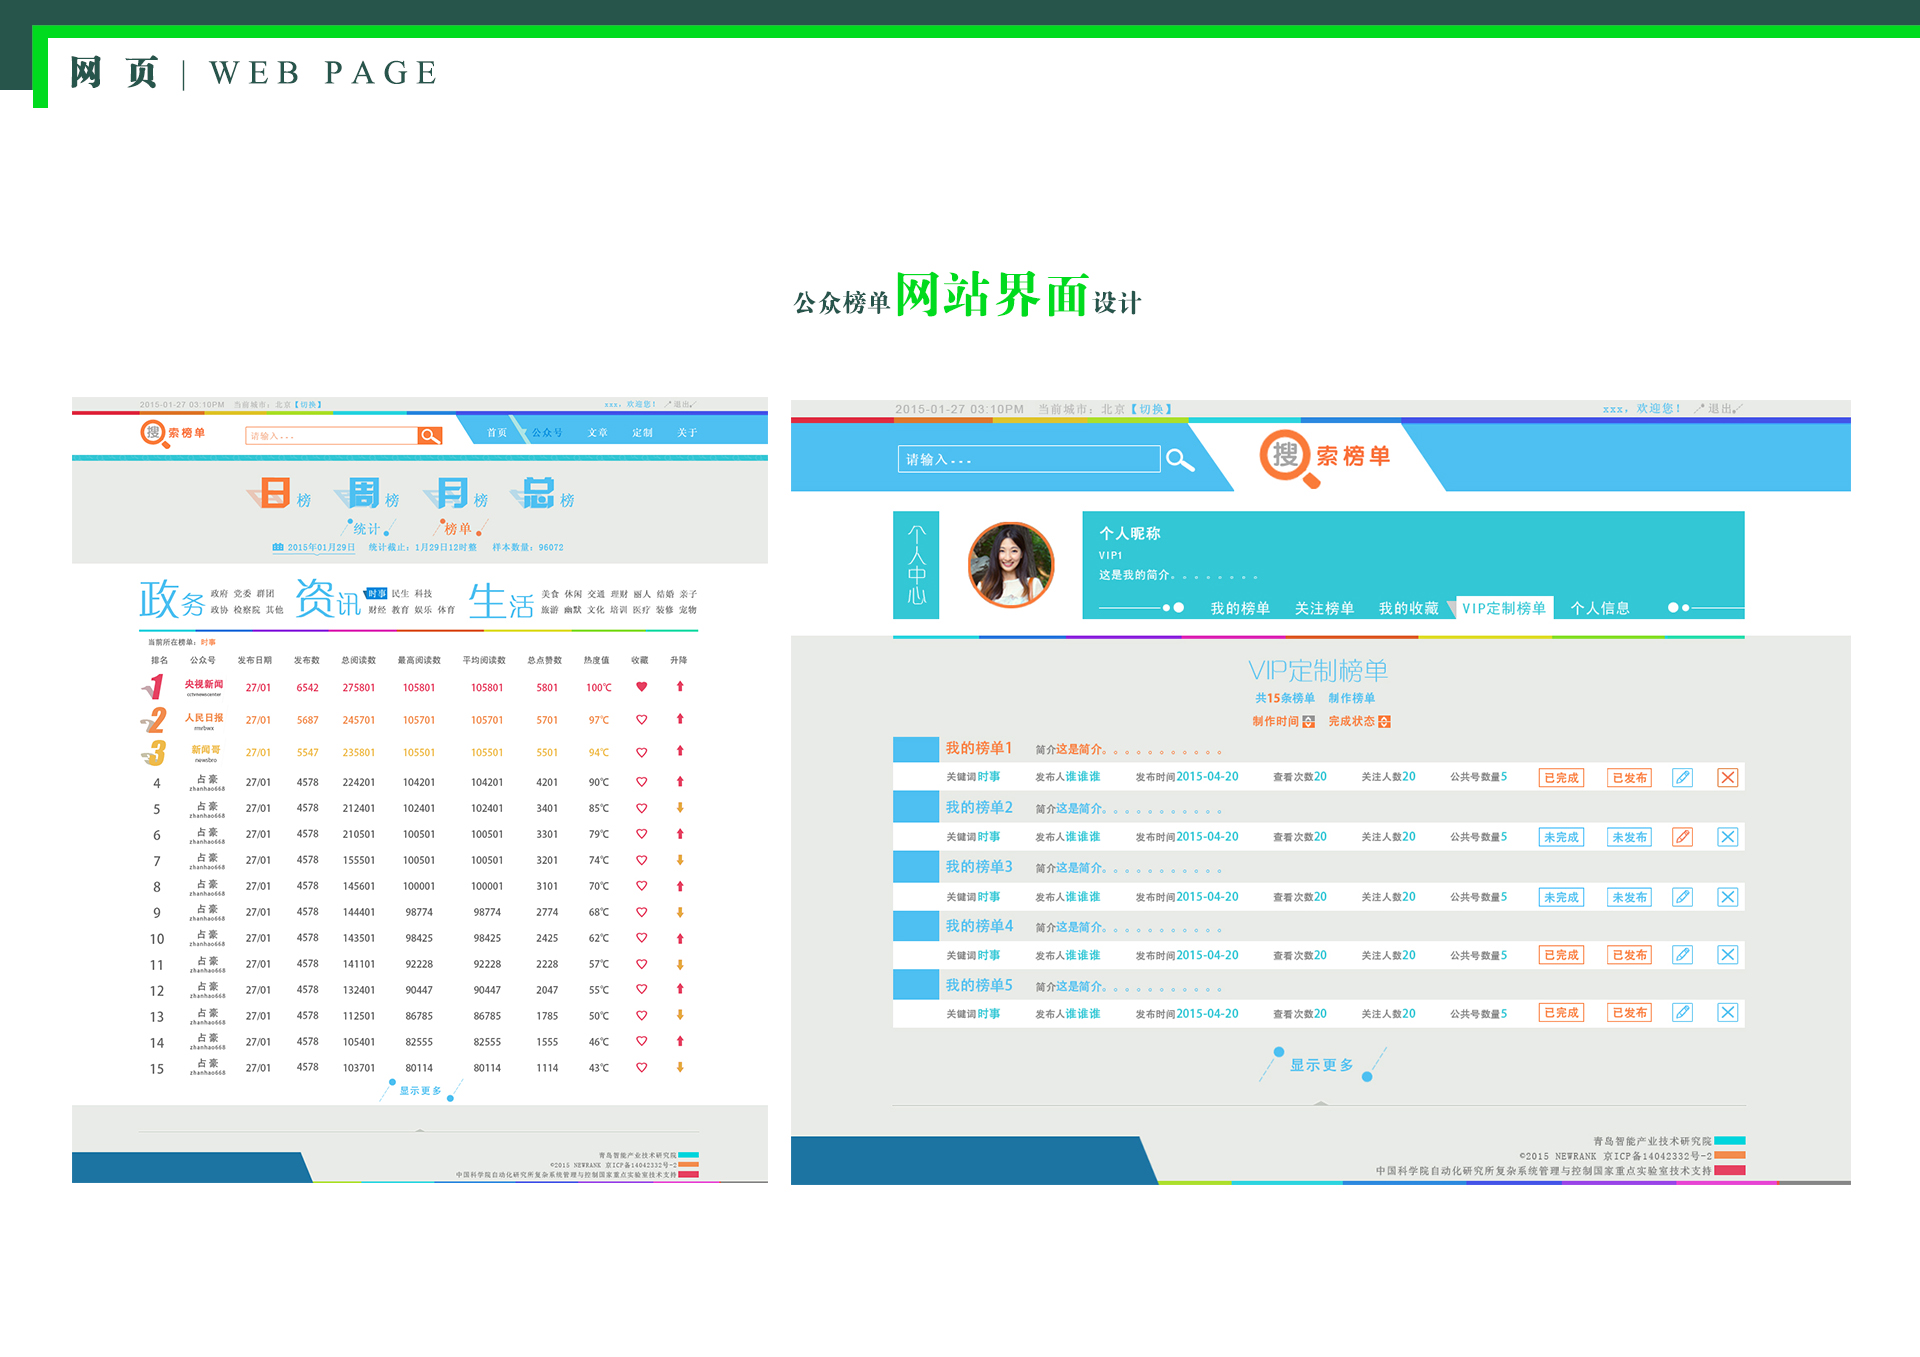 网 页 | WEB PAGE
公众榜单网站界面设计
2015-01-27 03:10PM 当前城市：北京【切换】 xxx，欢迎您！ 退出
搜索榜单 请输入... 首页 公众号 文章 定制 关于
日榜 周榜 月榜 总榜
统计 榜单
2015年01月29日 统计截止：1月29日12时整 样本数量：96072
政务 政府 党委 群团 资讯 时事 民生 科技 生活 美食 休闲 交通 理财 丽人 结婚 亲子
政协 检察院 其他 财经 教育 娱乐 体育 旅游 幽默 文化 培训 医疗 装修 宠物
当前所在榜单：时事
排名 公众号 发布日期 发布数 总阅读数 最高阅读数 平均阅读数 总点赞数 热度值 收藏 升降
1 央视新闻 27/01 6542 275801 105801 105801 5801 100℃
cctvnewscenter
2 人民日报 27/01 5687 245701 105701 105701 5701 97℃
rmrbwx
3 新闻哥 27/01 5547 235801 105501 105501 5501 94℃
newsbro
4 占豪 27/01 4578 224201 104201 104201 4201 90℃
zhanhao668
5 占豪 27/01 4578 212401 102401 102401 3401 85℃
zhanhao668
6 占豪 27/01 4578 210501 100501 100501 3301 79℃
zhanhao668
7 占豪 27/01 4578 155501 100501 100501 3201 74℃
zhanhao668
8 占豪 27/01 4578 145601 100001 100001 3101 70℃
zhanhao668
9 占豪 27/01 4578 144401 98774 98774 2774 68℃
zhanhao668
10 占豪 27/01 4578 143501 98425 98425 2425 62℃
zhanhao668
11 占豪 27/01 4578 141101 92228 92228 2228 57℃
zhanhao668
12 占豪 27/01 4578 132401 90447 90447 2047 55℃
zhanhao668
13 占豪 27/01 4578 112501 86785 86785 1785 50℃
zhanhao668
14 占豪 27/01 4578 105401 82555 82555 1555 46℃
zhanhao668
15 占豪 27/01 4578 103701 80114 80114 1114 43℃
zhanhao668
显示更多
青岛智能产业技术研究院
©2015 NEWRANK 京ICP备14042332号-2
中国科学院自动化研究所复杂系统管理与控制国家重点实验室技术支持
2015-01-27 03:10PM 当前城市：北京【切换】 xxx，欢迎您！ 退出
请输入... 搜索榜单
个人中心
个人昵称
VIP1
这是我的简介。。。。。。。。
我的榜单 关注榜单 我的收藏 VIP定制榜单 个人信息
VIP定制榜单
共15条榜单 制作榜单
制作时间 完成状态
我的榜单1 简介这是简介。。。。。。。。。。。
关键词时事 发布人谁谁谁 发布时间2015-04-20 查看次数20 关注人数20 公共号数量5 已完成 已发布
我的榜单2 简介这是简介。。。。。。。。。。。
关键词时事 发布人谁谁谁 发布时间2015-04-20 查看次数20 关注人数20 公共号数量5 未完成 未发布
我的榜单3 简介这是简介。。。。。。。。。。。
关键词时事 发布人谁谁谁 发布时间2015-04-20 查看次数20 关注人数20 公共号数量5 未完成 未发布
我的榜单4 简介这是简介。。。。。。。。。。。
关键词时事 发布人谁谁谁 发布时间2015-04-20 查看次数20 关注人数20 公共号数量5 已完成 已发布
我的榜单5 简介这是简介。。。。。。。。。。。
关键词时事 发布人谁谁谁 发布时间2015-04-20 查看次数20 关注人数20 公共号数量5 已完成 已发布
显示更多
青岛智能产业技术研究院
©2015 NEWRANK 京ICP备14042332号-2
中国科学院自动化研究所复杂系统管理与控制国家重点实验室技术支持